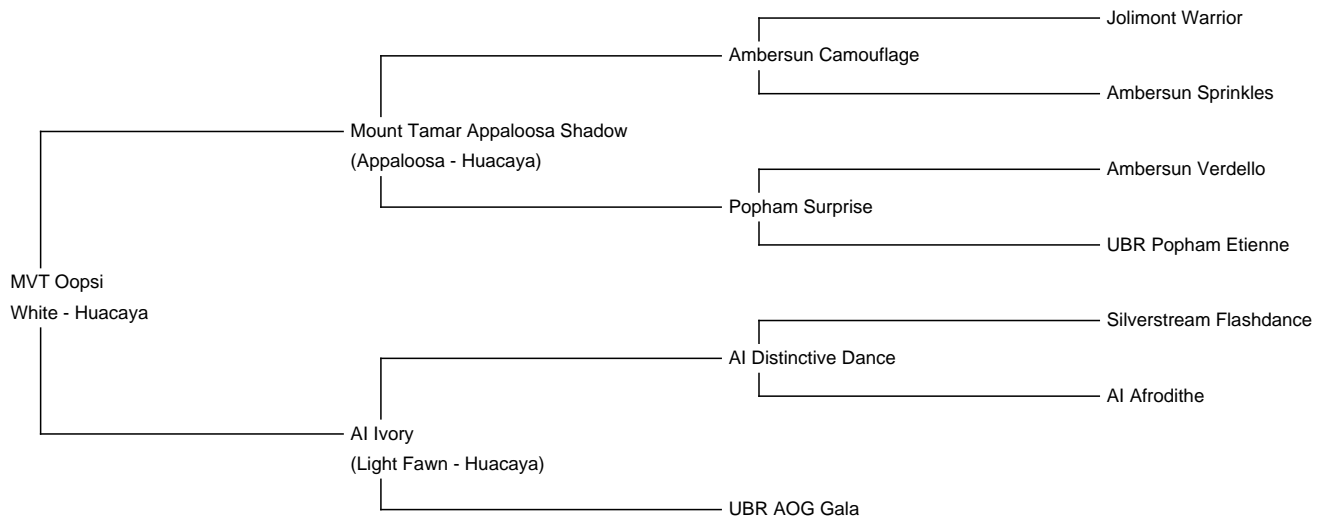 Jolimont Warrior
Ambersun Camouflage
Ambersun Sprinkles
Mount Tamar Appaloosa Shadow
(Appaloosa - Huacaya)
Ambersun Verdello
Popham Surprise
UBR Popham Etienne
MVT Oopsi
White - Huacaya
Silverstream Flashdance
AI Distinctive Dance
AI Afrodithe
AI Ivory
(Light Fawn - Huacaya)
UBR AOG Gala